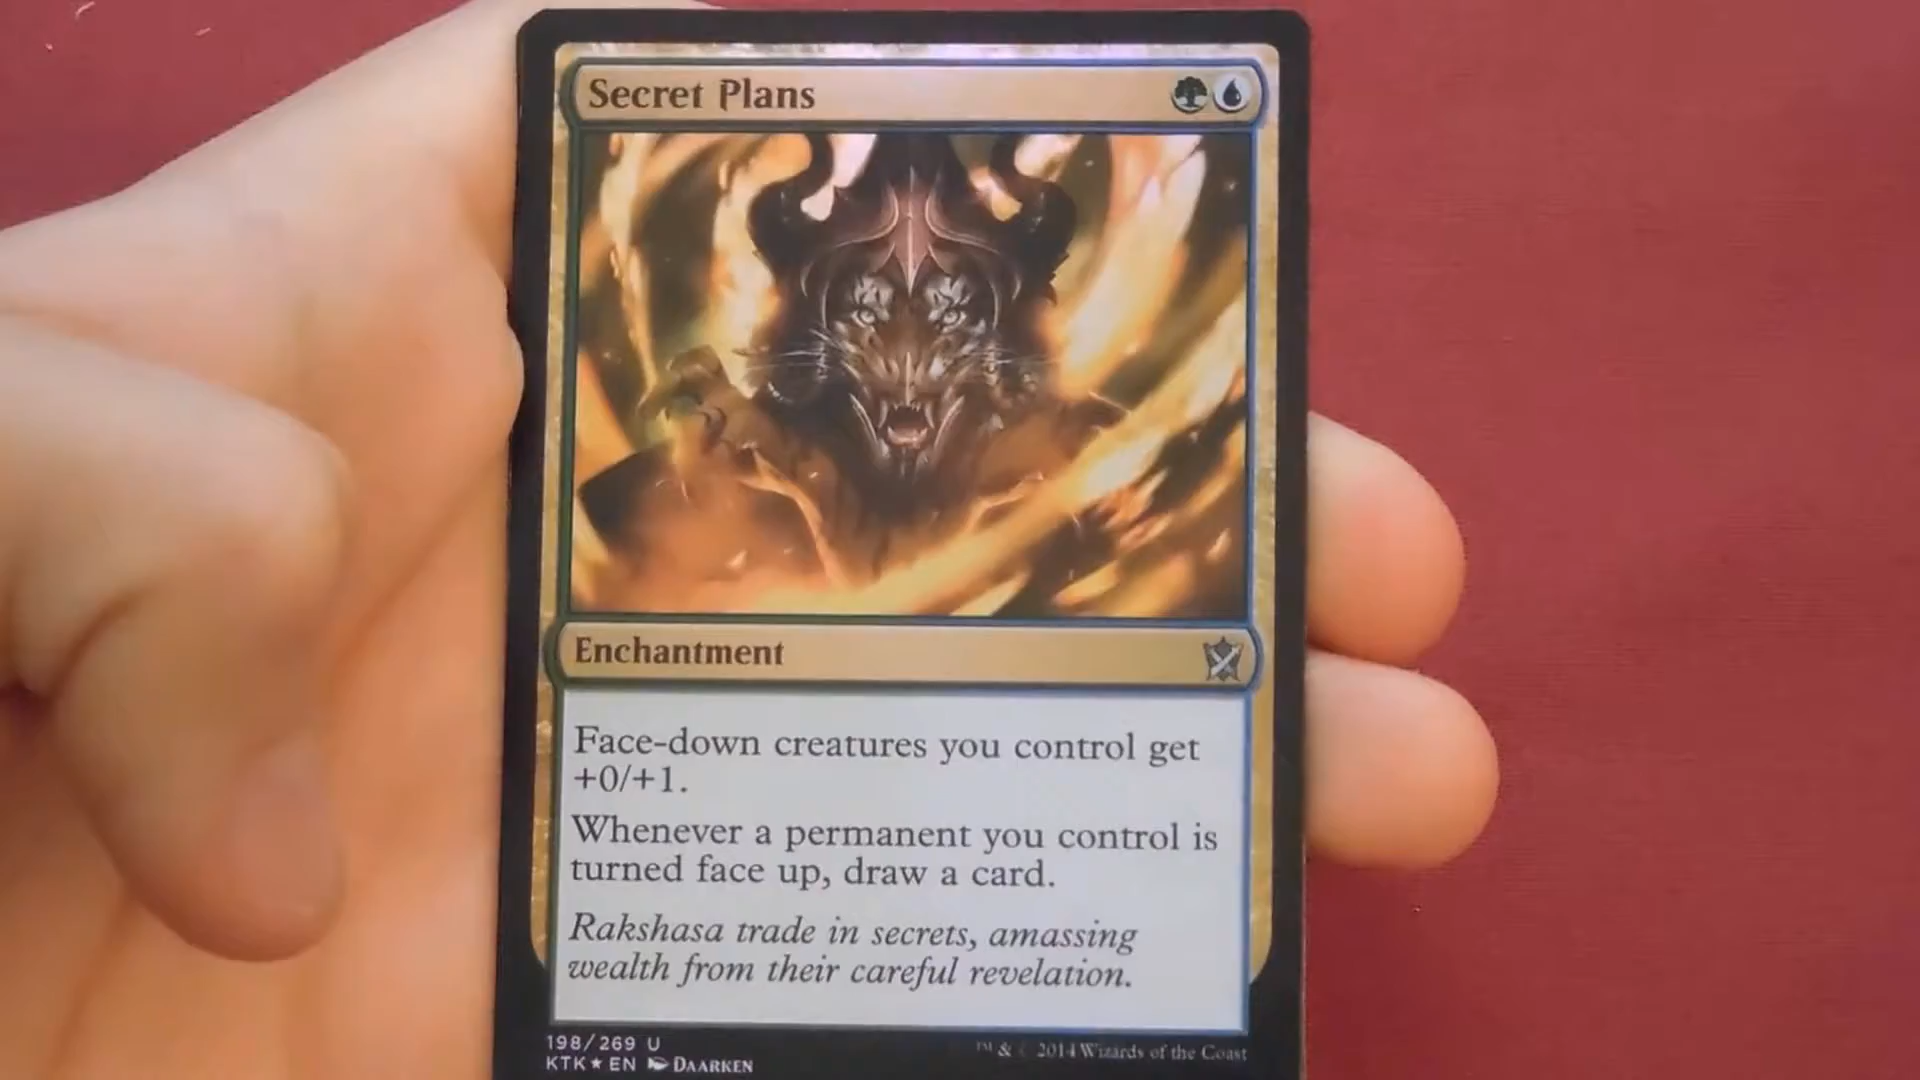 Secret Plans
Enchantment
Face-down creatures you control get
+0/+1.
Whenever a permanent you control is
turned face up, draw a card.
Rakshasa trade in secrets, amassing
wealth from their careful revelation.
198/269 U
KTK★EN DAARKEN
™ & © 2014 Wizards of the Coast